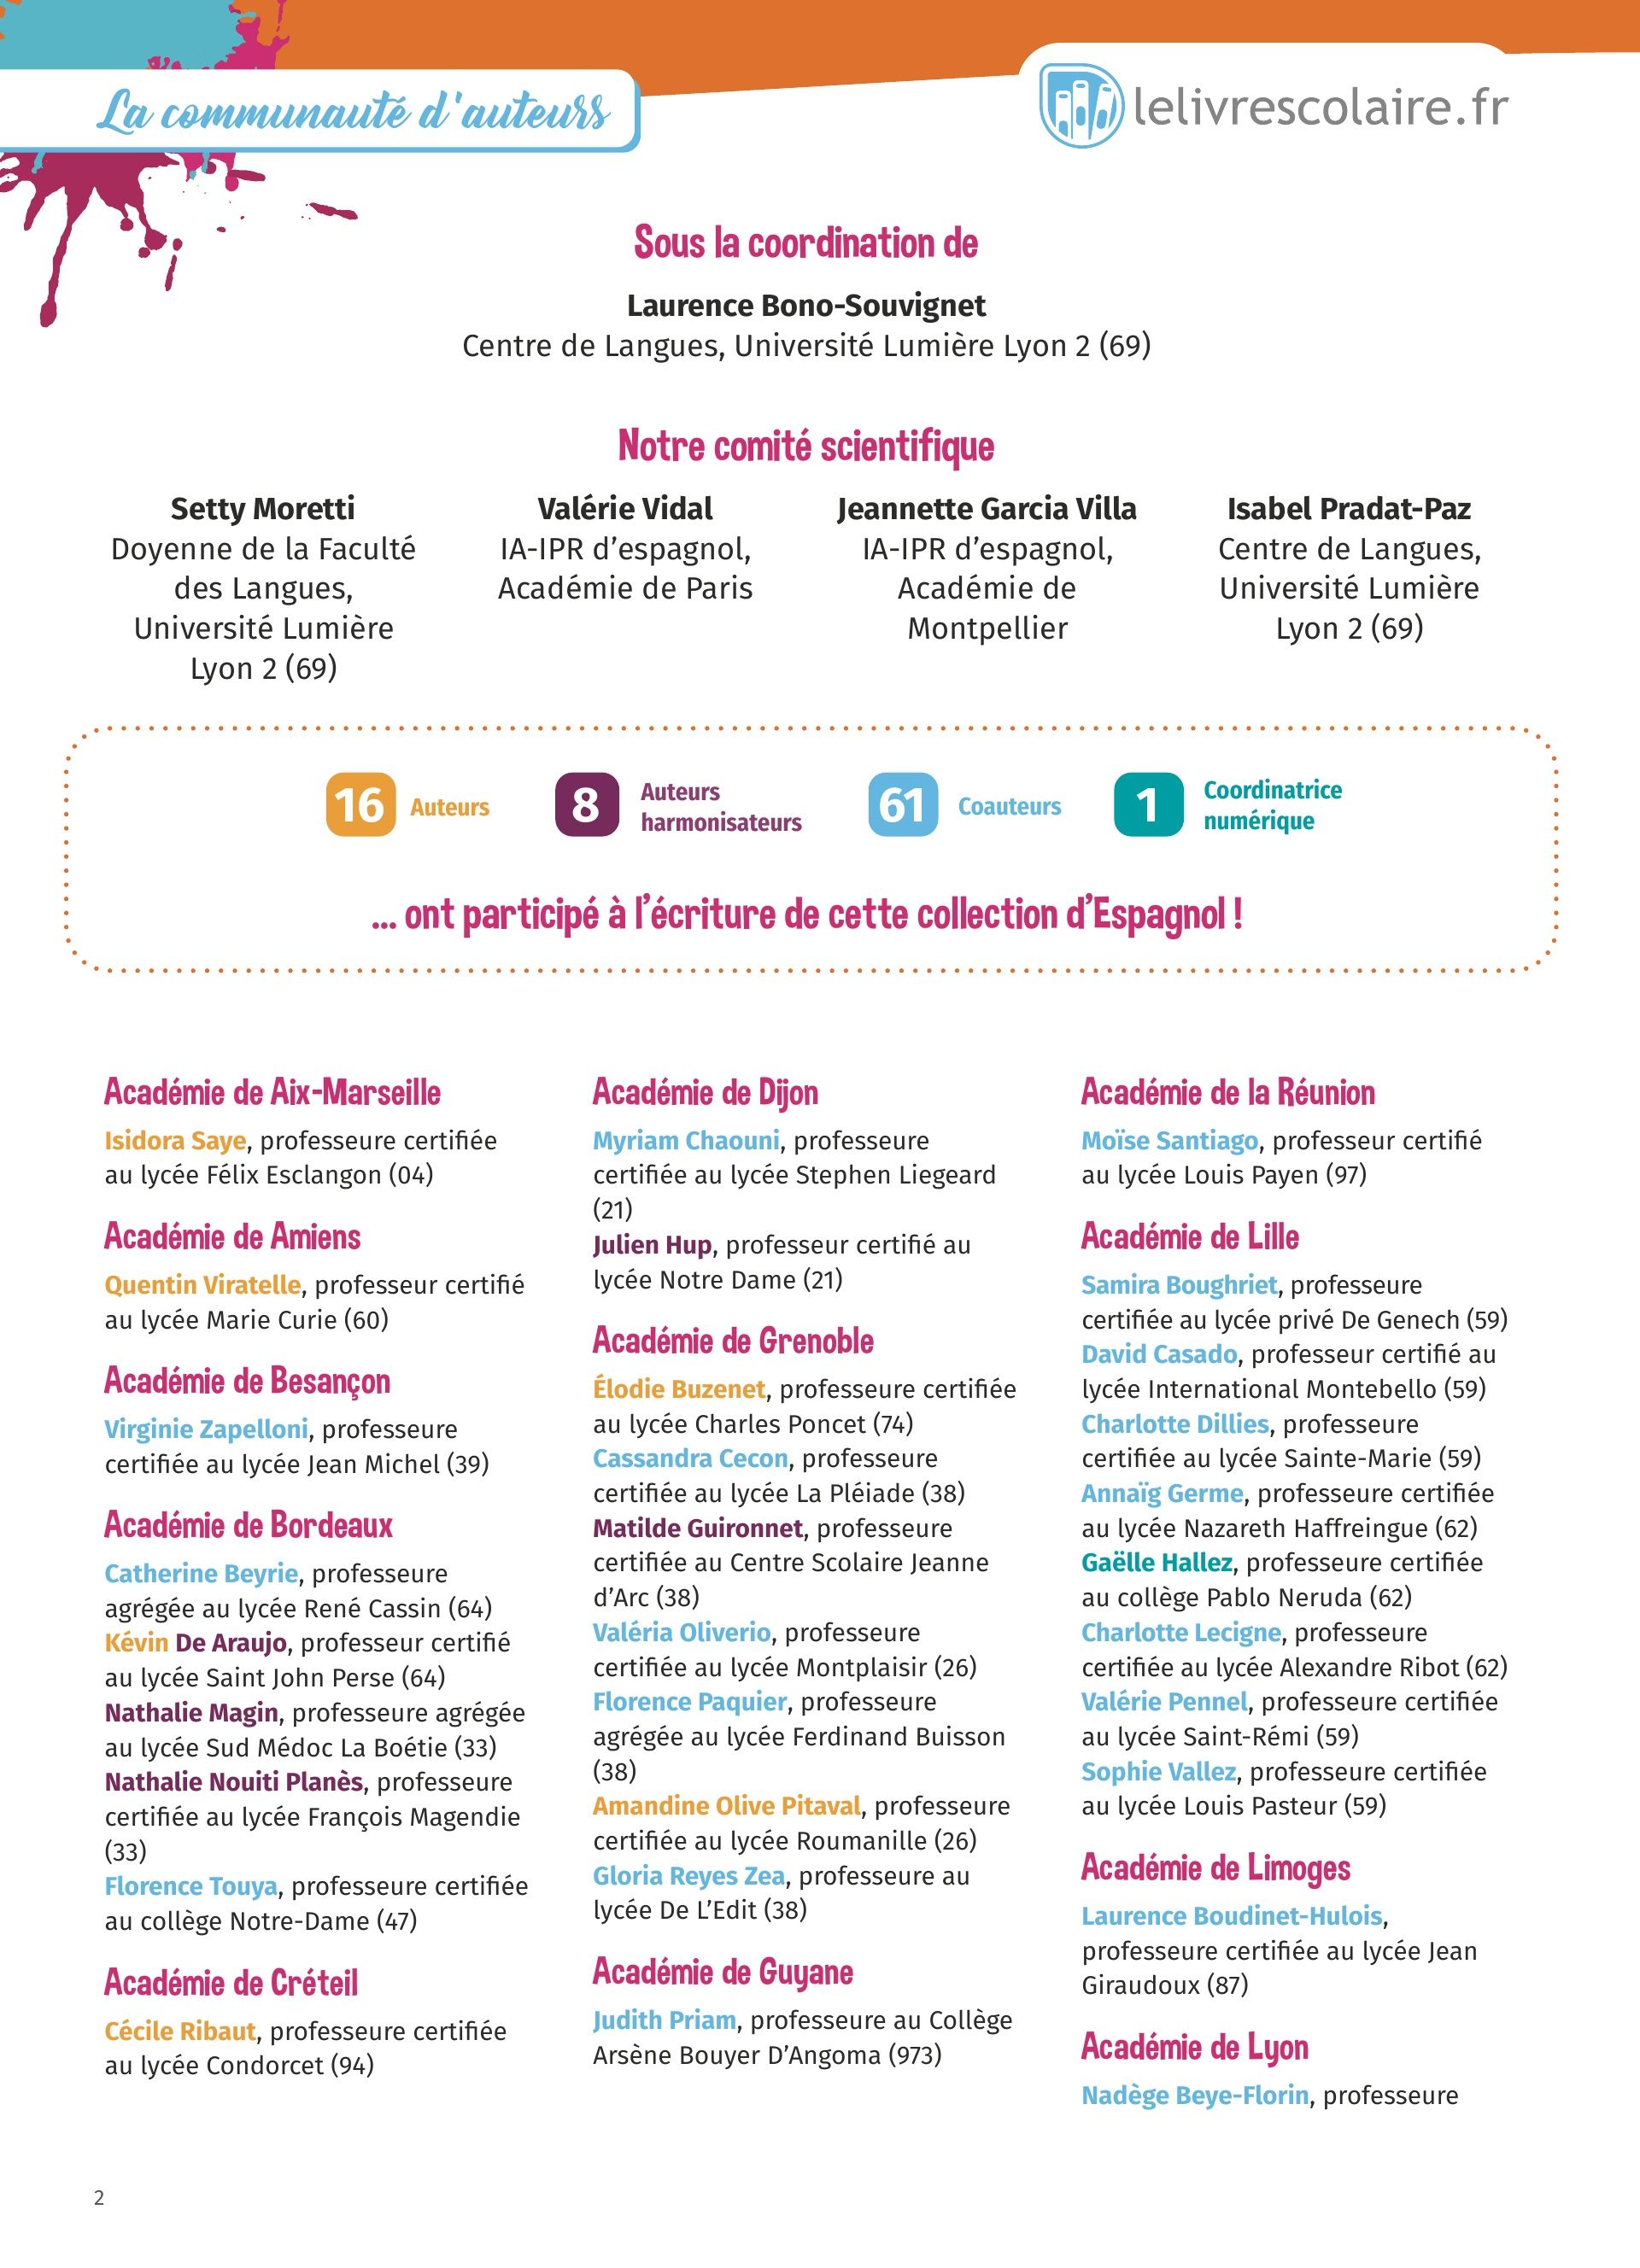 La communauté d'auteurs
lelivrescolaire.fr
Sous la coordination de
Laurence Bono-Souvignet
Centre de Langues, Université Lumière Lyon 2 (69)
Notre comité scientifique
Setty Moretti
Doyenne de la Faculté
des Langues,
Université Lumière
Lyon 2 (69)
Valérie Vidal
IA-IPR d’espagnol,
Académie de Paris
Jeannette Garcia Villa
IA-IPR d’espagnol,
Académie de
Montpellier
Isabel Pradat-Paz
Centre de Langues,
Université Lumière
Lyon 2 (69)
16 Auteurs
8 Auteurs
harmonisateurs
61 Coauteurs
1 Coordinatrice
numérique
... ont participé à l’écriture de cette collection d’Espagnol !
Académie de Aix-Marseille
Isidora Saye, professeure certifiée
au lycée Félix Esclangon (04)
Académie de Amiens
Quentin Viratelle, professeur certifié
au lycée Marie Curie (60)
Académie de Besançon
Virginie Zapelloni, professeure
certifiée au lycée Jean Michel (39)
Académie de Bordeaux
Catherine Beyrie, professeure
agrégée au lycée René Cassin (64)
Kévin De Araujo, professeur certifié
au lycée Saint John Perse (64)
Nathalie Magin, professeure agrégée
au lycée Sud Médoc La Boétie (33)
Nathalie Nouiti Planès, professeure
certifiée au lycée François Magendie
(33)
Florence Touya, professeure certifiée
au collège Notre-Dame (47)
Académie de Créteil
Cécile Ribaut, professeure certifiée
au lycée Condorcet (94)
Académie de Dijon
Myriam Chaouni, professeure
certifiée au lycée Stephen Liegeard
(21)
Julien Hup, professeur certifié au
lycée Notre Dame (21)
Académie de Grenoble
Élodie Buzenet, professeure certifiée
au lycée Charles Poncet (74)
Cassandra Cecon, professeure
certifiée au lycée La Pléiade (38)
Matilde Guironnet, professeure
certifiée au Centre Scolaire Jeanne
d’Arc (38)
Valéria Oliverio, professeure
certifiée au lycée Montplaisir (26)
Florence Paquier, professeure
agrégée au lycée Ferdinand Buisson
(38)
Amandine Olive Pitaval, professeure
certifiée au lycée Roumanille (26)
Gloria Reyes Zea, professeure au
lycée De L’Edit (38)
Académie de Guyane
Judith Priam, professeure au Collège
Arsène Bouyer D’Angoma (973)
Académie de la Réunion
Moïse Santiago, professeur certifié
au lycée Louis Payen (97)
Académie de Lille
Samira Boughriet, professeure
certifiée au lycée privé De Genech (59)
David Casado, professeur certifié au
lycée International Montebello (59)
Charlotte Dillies, professeure
certifiée au lycée Sainte-Marie (59)
Annaïg Germe, professeure certifiée
au lycée Nazareth Haffreingue (62)
Gaëlle Hallez, professeure certifiée
au collège Pablo Neruda (62)
Charlotte Lecigne, professeure
certifiée au lycée Alexandre Ribot (62)
Valérie Pennel, professeure certifiée
au lycée Saint-Rémi (59)
Sophie Vallez, professeure certifiée
au lycée Louis Pasteur (59)
Académie de Limoges
Laurence Boudinet-Hulois,
professeure certifiée au lycée Jean
Giraudoux (87)
Académie de Lyon
Nadège Beye-Florin, professeure
2